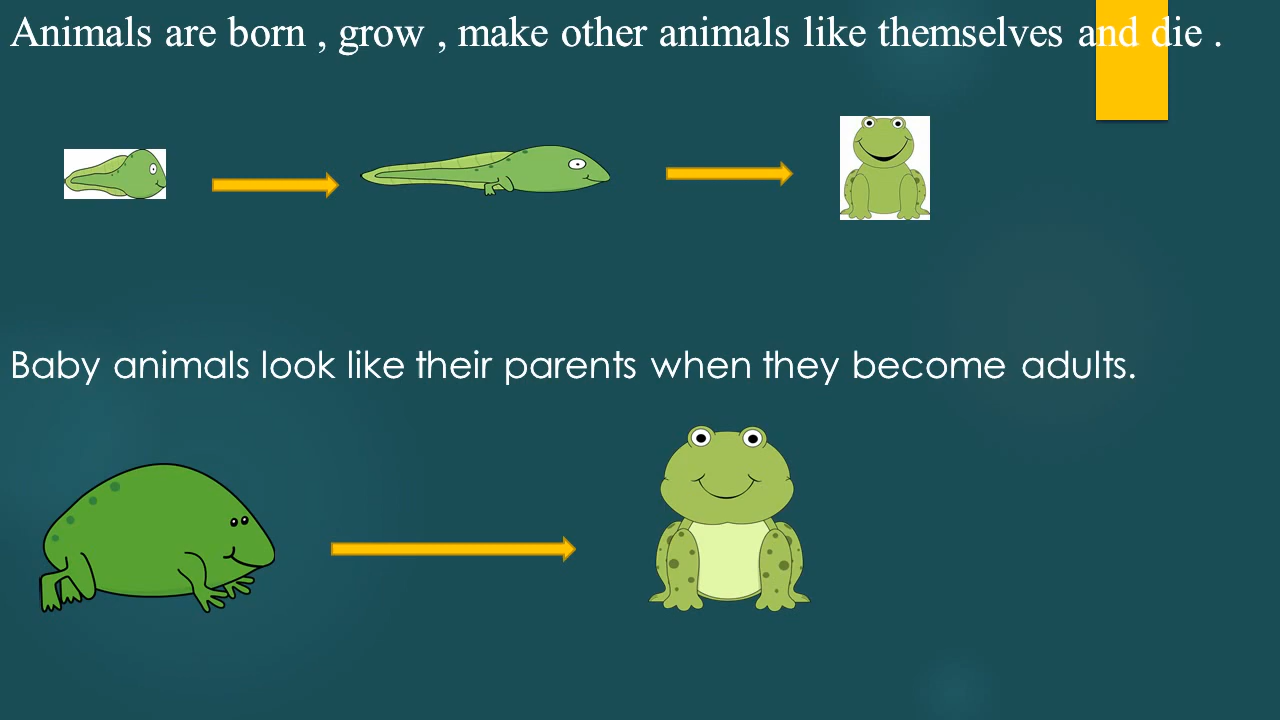 Animals are born , grow , make other animals like themselves and die .
Baby animals look like their parents when they become adults.